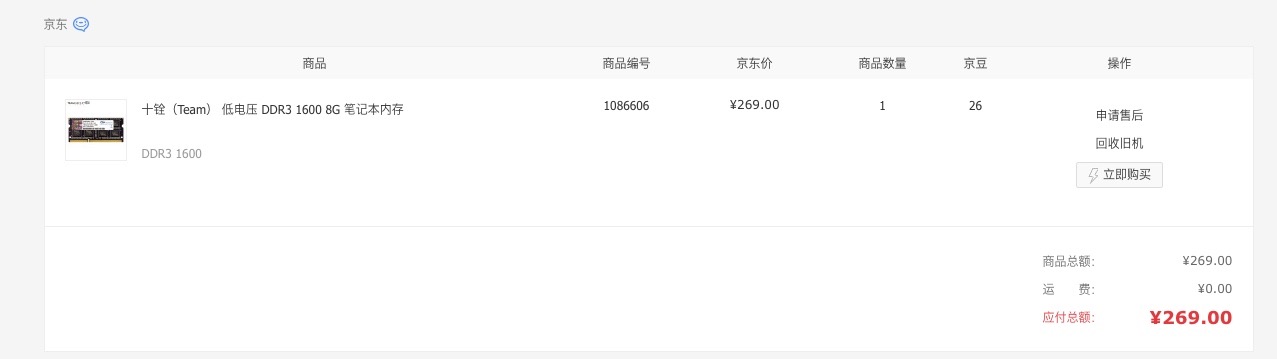 京东
商品 商品编号 京东价 商品数量 京豆 操作
十铨（Team） 低电压 DDR3 1600 8G 笔记本内存 1086606 ¥269.00 1 26
申请售后
DDR3 1600
回收旧机
立即购买
商品总额： ¥269.00
运 费： ¥0.00
应付总额： ¥269.00